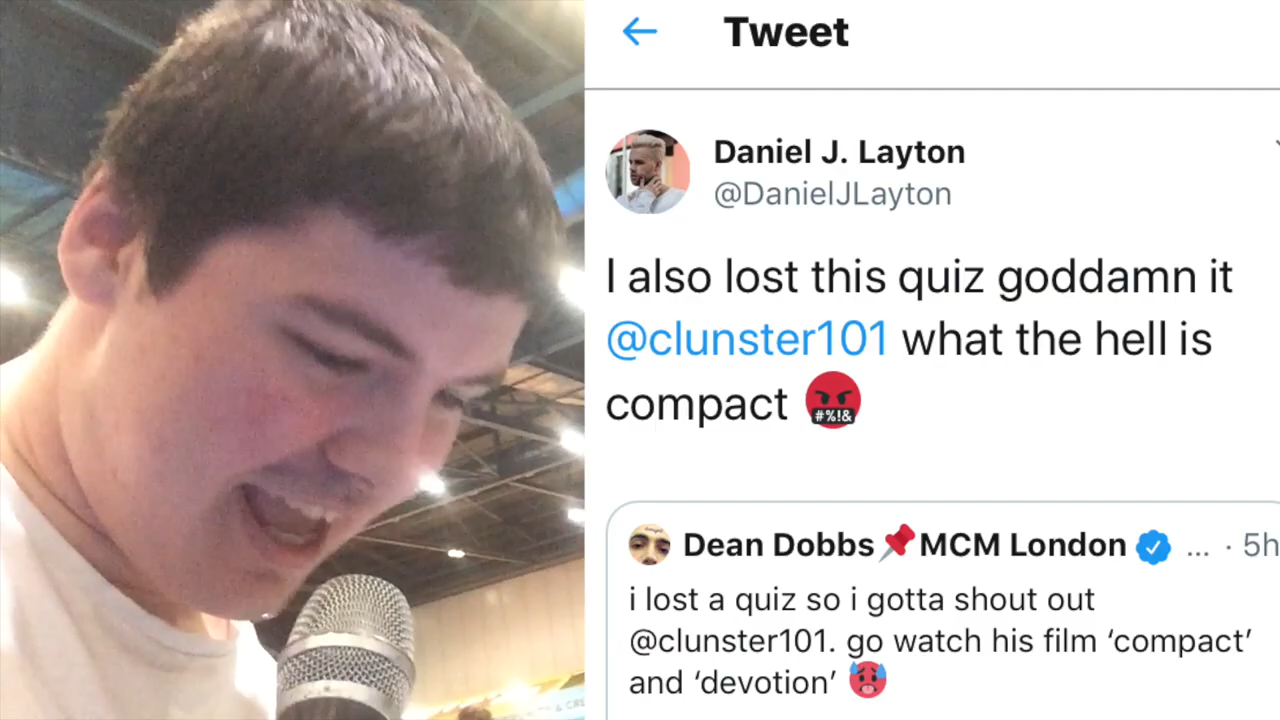 Tweet
Daniel J. Layton
@DanielJLayton
I also lost this quiz goddamn it
@clunster101 what the hell is
compact 🤬
#%!&
Dean Dobbs📌MCM London ... · 5h
i lost a quiz so i gotta shout out
@clunster101. go watch his film ‘compact’
and ‘devotion’ 🥵